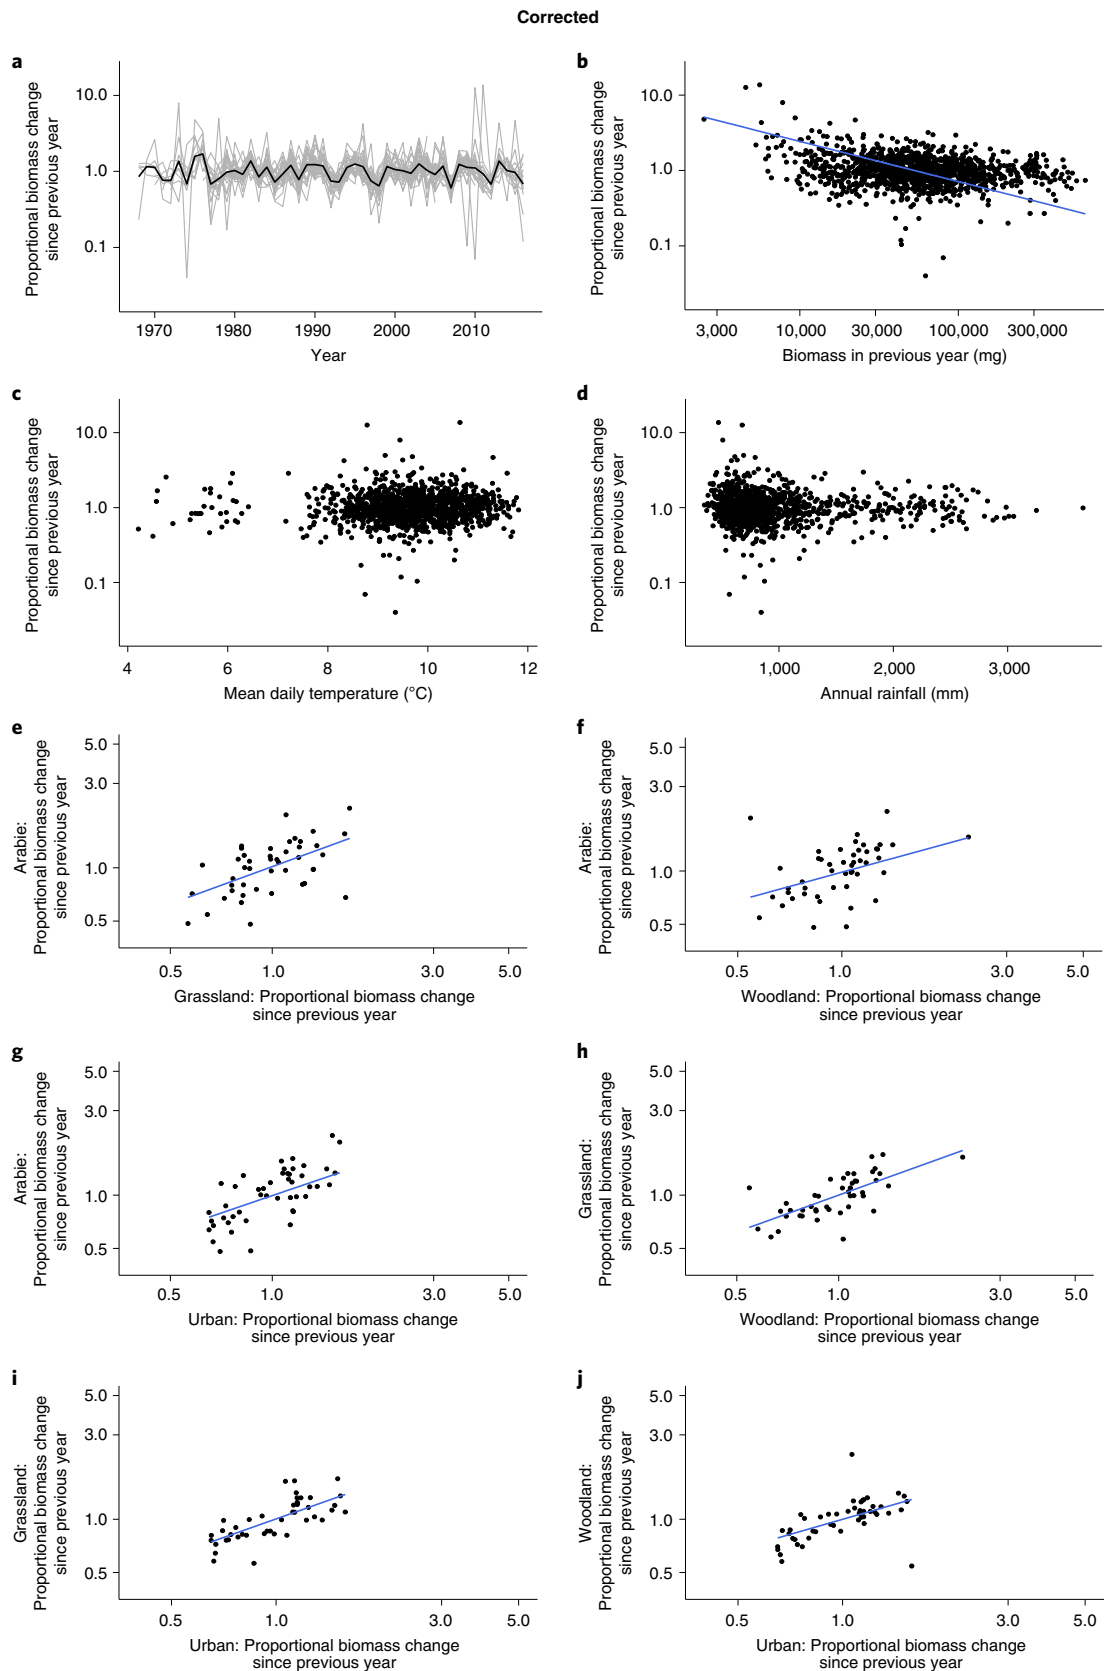 Corrected
a
Proportional biomass change
since previous year
10.0
1.0
0.1
1970 1980 1990 2000 2010
Year
b
Proportional biomass change
since previous year
10.0
1.0
0.1
3,000 10,000 30,000 100,000 300,000
Biomass in previous year (mg)
c
Proportional biomass change
since previous year
10.0
1.0
0.1
4 6 8 10 12
Mean daily temperature (°C)
d
Proportional biomass change
since previous year
10.0
1.0
0.1
1,000 2,000 3,000
Annual rainfall (mm)
e
Arabie:
Proportional biomass change
since previous year
5.0
3.0
1.0
0.5
0.5 1.0 3.0 5.0
Grassland: Proportional biomass change
since previous year
f
Arabie:
Proportional biomass change
since previous year
5.0
3.0
1.0
0.5
0.5 1.0 3.0 5.0
Woodland: Proportional biomass change
since previous year
g
Arabie:
Proportional biomass change
since previous year
5.0
3.0
1.0
0.5
0.5 1.0 3.0 5.0
Urban: Proportional biomass change
since previous year
h
Grassland:
Proportional biomass change
since previous year
5.0
3.0
1.0
0.5
0.5 1.0 3.0 5.0
Woodland: Proportional biomass change
since previous year
i
Grassland:
Proportional biomass change
since previous year
5.0
3.0
1.0
0.5
0.5 1.0 3.0 5.0
Urban: Proportional biomass change
since previous year
j
Woodland:
Proportional biomass change
since previous year
5.0
3.0
1.0
0.5
0.5 1.0 3.0 5.0
Urban: Proportional biomass change
since previous year